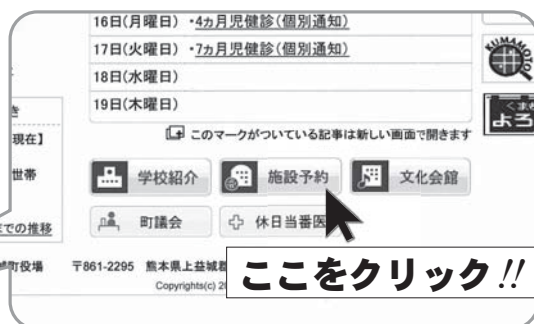 16日(月曜日) ・4ヵ月児健診(個別通知)
17日(火曜日) ・7ヵ月児健診(個別通知)
18日(水曜日)
19日(木曜日)
KUMAMOTO
よろ
このマークがついている記事は新しい画面で開きます
現在】
世帯
での推移
学校紹介 施設予約 文化会館
町議会 休日当番医
町役場 〒861-2295 熊本県上益城
ここをクリック!!
Copyrights(c)